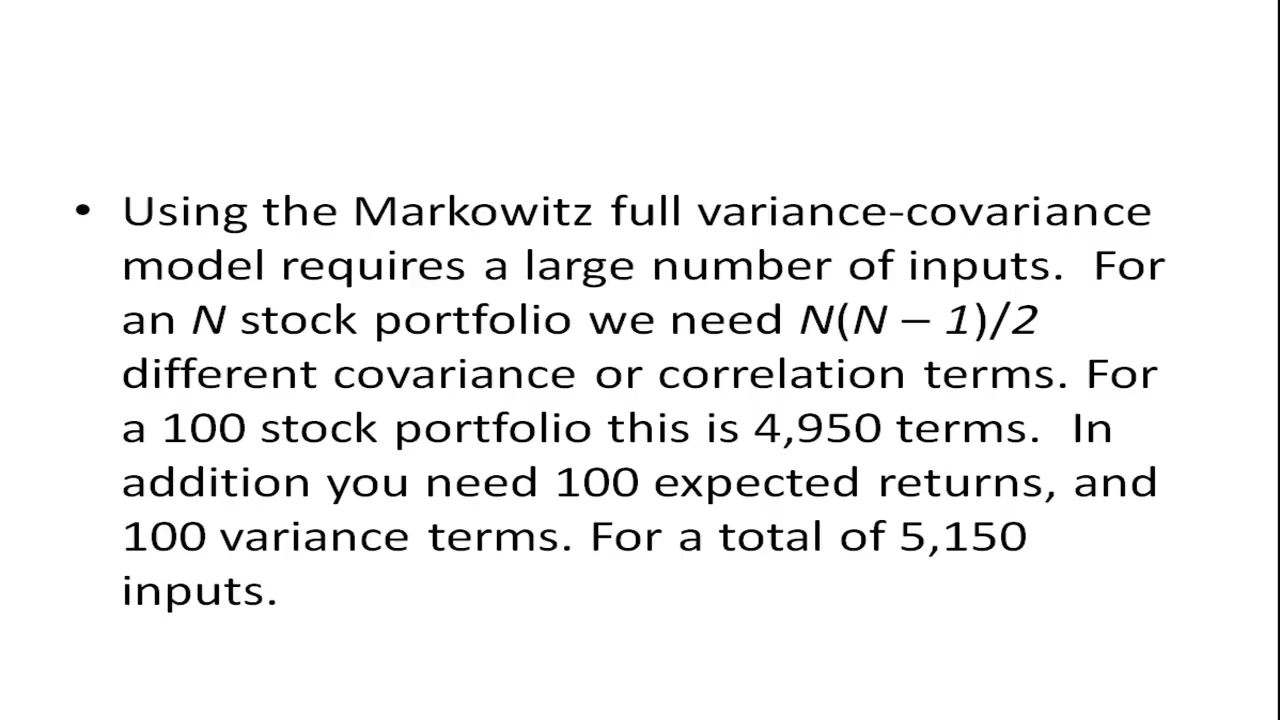 • Using the Markowitz full variance-covariance
model requires a large number of inputs.  For
an N stock portfolio we need N(N – 1)/2
different covariance or correlation terms. For
a 100 stock portfolio this is 4,950 terms.  In
addition you need 100 expected returns, and
100 variance terms. For a total of 5,150
inputs.